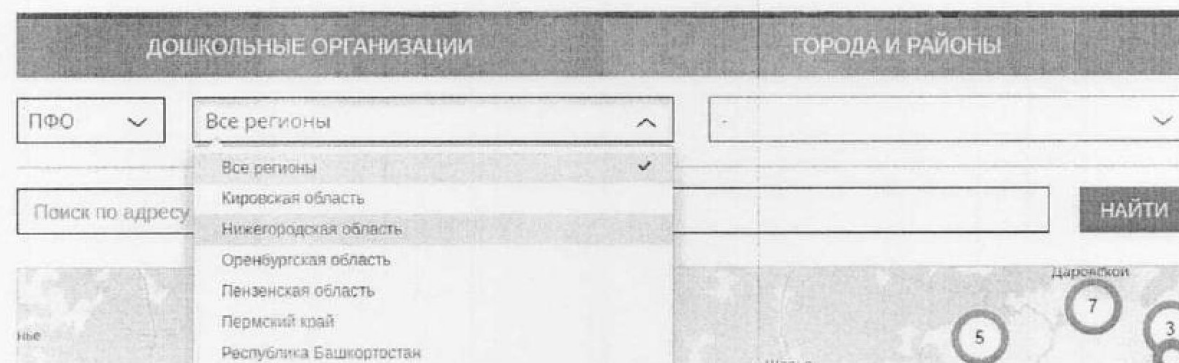 ДОШКОЛЬНЫЕ ОРГАНИЗАЦИИ ГОРОДА И РАЙОНЫ
ПФО Все регионы -
Все регионы
Кировская область
Поиск по адресу НАЙТИ
Нижегородская область
Оренбургская область
Пензенская область
Даровской
Пермский край
7
5
3
нье
Республика Башкортостан